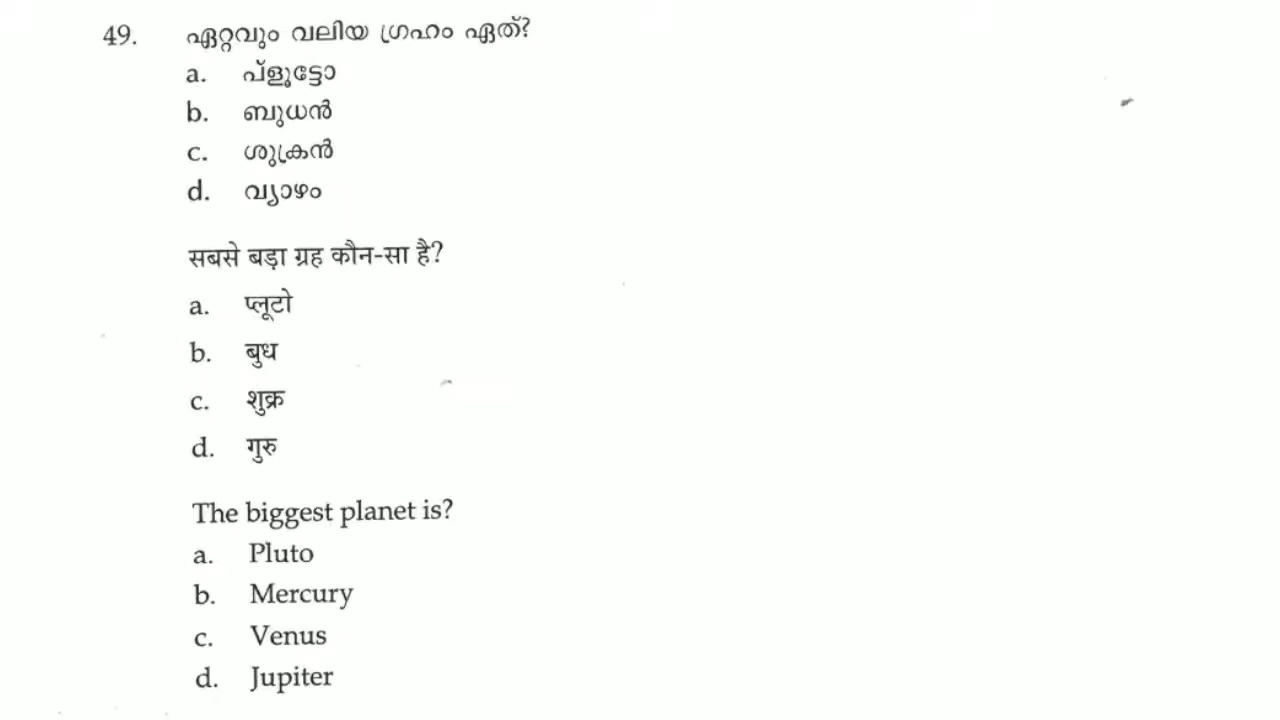 49. ഏറ്റവും വലിയ ഗ്രഹം ഏത്?
a. പ്ളൂട്ടോ
b. ബുധൻ
c. ശുക്രൻ
d. വ്യാഴം
सबसे बड़ा ग्रह कौन-सा है?
a. प्लूटो
b. बुध
c. शुक्र
d. गुरु
The biggest planet is?
a. Pluto
b. Mercury
c. Venus
d. Jupiter